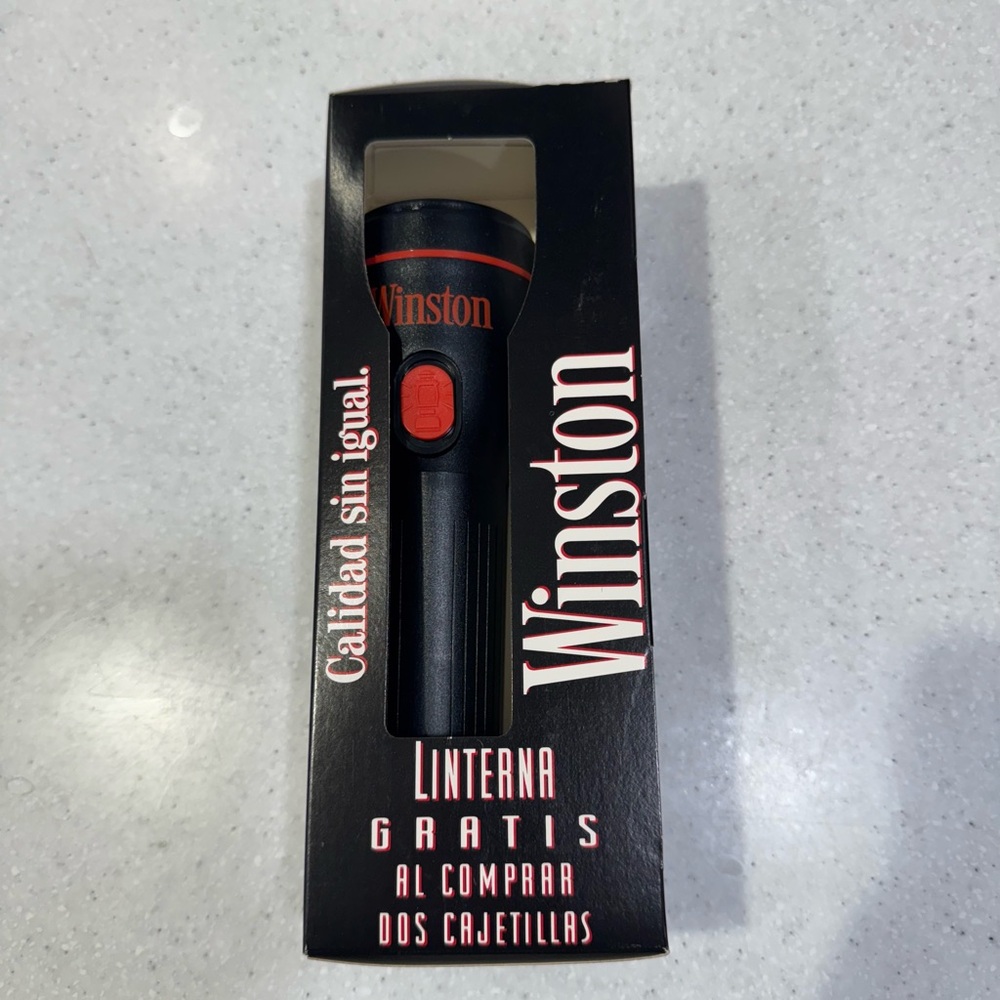 Winston
Calidad sin igual.
Winston
LINTERNA
GRATIS
AL COMPRAR
DOS CAJETILLAS